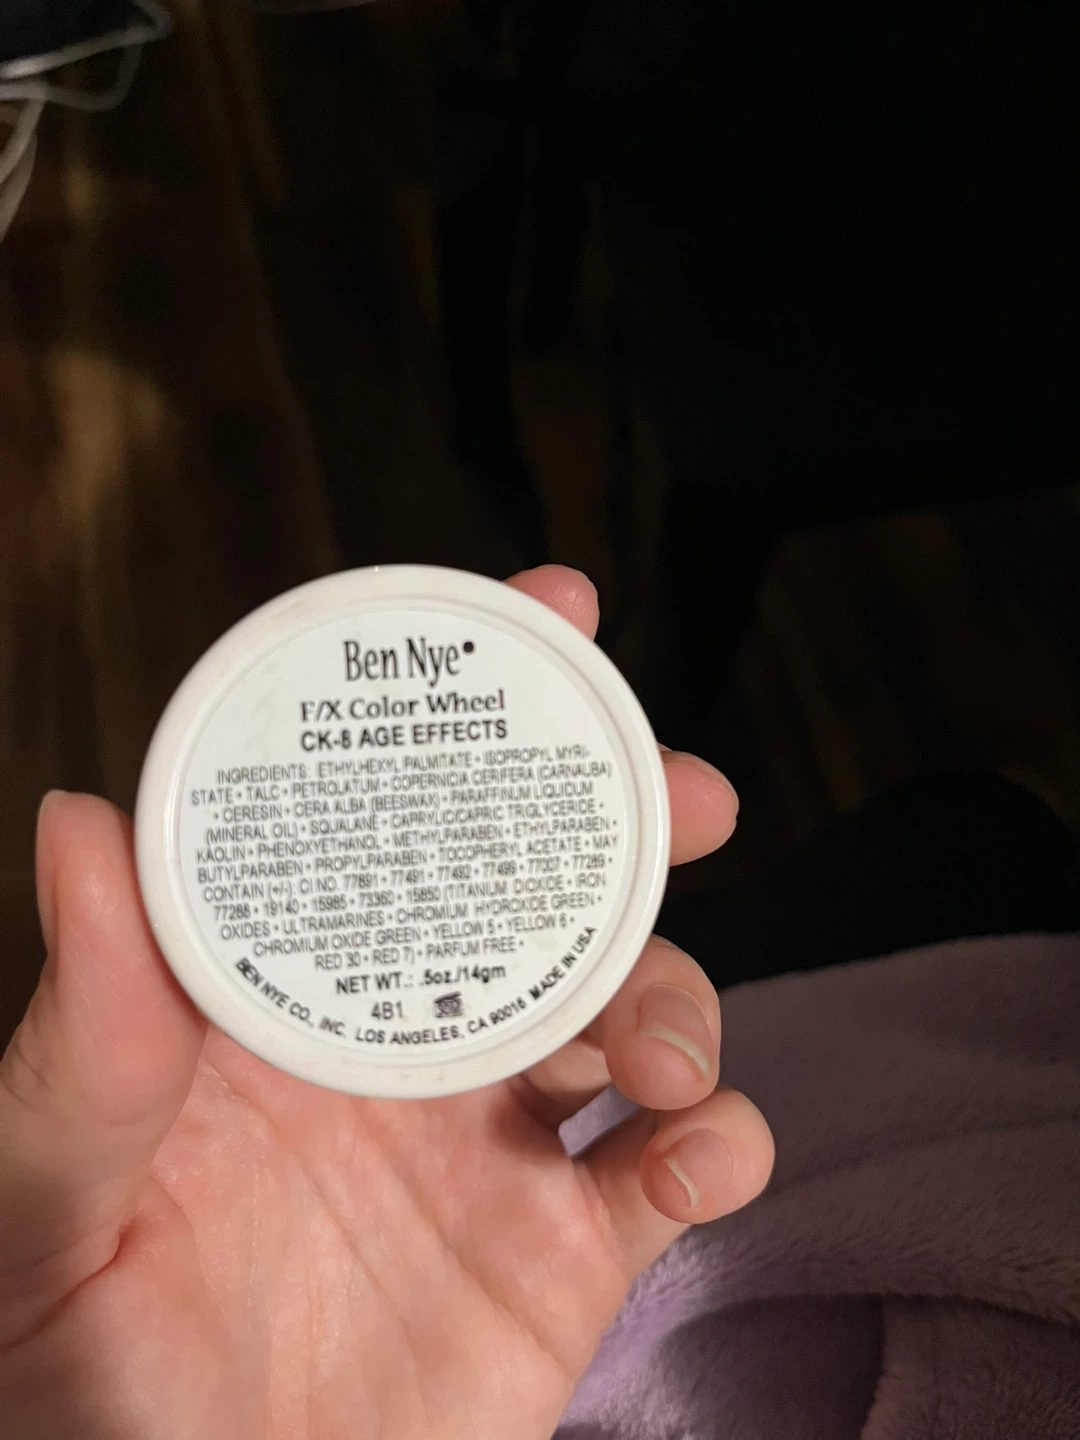 Ben Nye
F/X Color Wheel
CK-8 AGE EFFECTS
INGREDIENTS: ETHYLHEXYL PALMITATE • ISOPROPYL MYRI-
STATE • TALC • PETROLATUM • COPERNICIA CERIFERA (CARNAUBA)
• CERESIN • CERA ALBA (BEESWAX) • PARAFFINUM LIQUIDUM
(MINERAL OIL) • SQUALANE • CAPRYLIC/CAPRIC TRIGLYCERIDE •
KAOLIN • PHENOXYETHANOL • METHYLPARABEN • ETHYLPARABEN •
BUTYLPARABEN • PROPYLPARABEN • TOCOPHERYL ACETATE • MAY
CONTAIN (+/-): CI NO. 77891 • 77491 • 77492 • 77499 • 77007 • 77289 •
77288 • 19140 • 15985 • 73360 • 15850 (TITANIUM DIOXIDE • IRON
OXIDES • ULTRAMARINES • CHROMIUM HYDROXIDE GREEN •
CHROMIUM OXIDE GREEN • YELLOW 5 • YELLOW 6 •
RED 30 • RED 7) • PARFUM FREE •
NET WT.: .5oz./14gm
4B1
BEN NYE CO., INC. LOS ANGELES, CA 90016 MADE IN USA